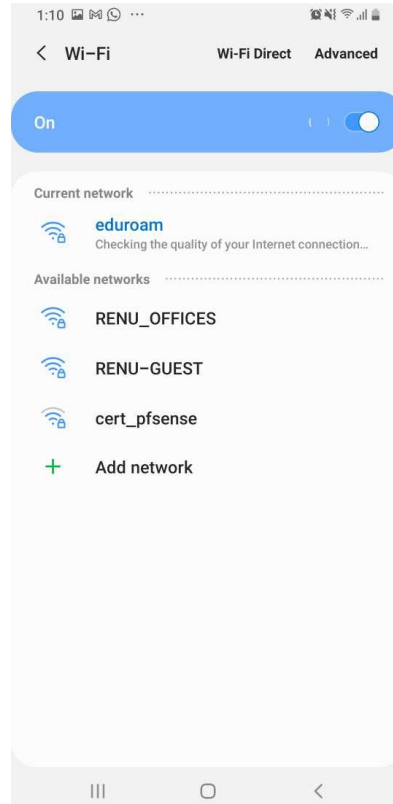 1:10
Wi-Fi Wi-Fi Direct Advanced
On
Current network
eduroam
Checking the quality of your Internet connection...
Available networks
RENU_OFFICES
RENU-GUEST
cert_pfsense
Add network